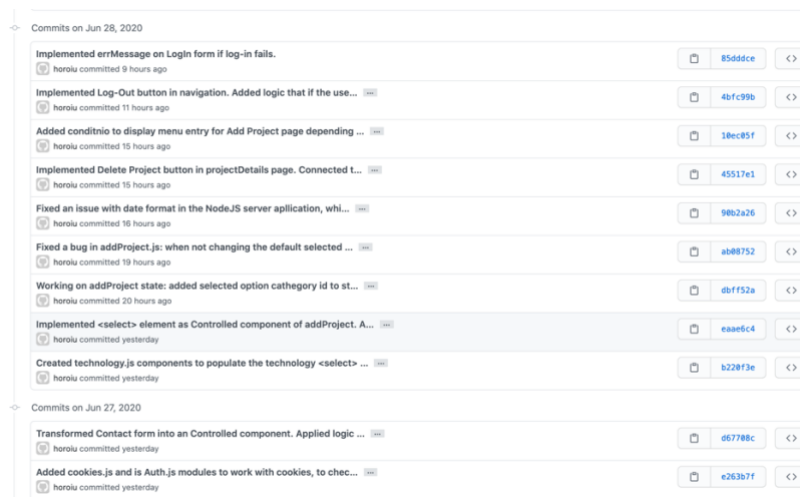 Commits on Jun 28, 2020
Implemented errMessage on LogIn form if log-in fails.
horoiu committed 9 hours ago
85dddce
Implemented Log-Out button in navigation. Added logic that if the use... ...
horoiu committed 11 hours ago
4bfc99b
Added conditnio to display menu entry for Add Project page depending ... ...
horoiu committed 15 hours ago
10ec05f
Implemented Delete Project button in projectDetails page. Connected t... ...
horoiu committed 15 hours ago
45517e1
Fixed an issue with date format in the NodeJS server apllication, whi... ...
horoiu committed 16 hours ago
90b2a26
Fixed a bug in addProject.js: when not changing the default selected ... ...
horoiu committed 19 hours ago
ab08752
Working on addProject state: added selected option cathegory id to st... ...
horoiu committed 20 hours ago
dbff52a
Implemented <select> element as Controlled component of addProject. A... ...
horoiu committed yesterday
eaae6c4
Created technology.js components to populate the technology <select> ... ...
horoiu committed yesterday
b220f3e
Commits on Jun 27, 2020
Transformed Contact form into an Controlled component. Applied logic ... ...
horoiu committed yesterday
d67708c
Added cookies.js and is Auth.js modules to work with cookies, to chec... ...
horoiu committed yesterday
e263b7f